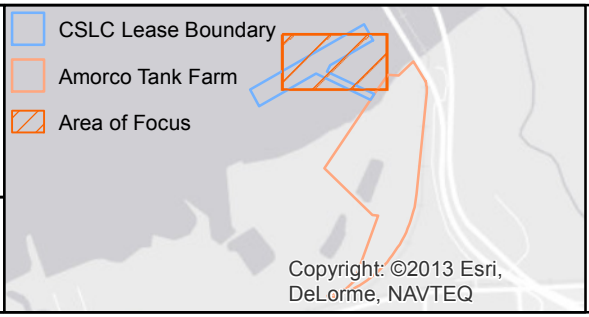 CSLC Lease Boundary
Amorco Tank Farm
Area of Focus
Copyright: ©2013 Esri,
DeLorme, NAVTEQ